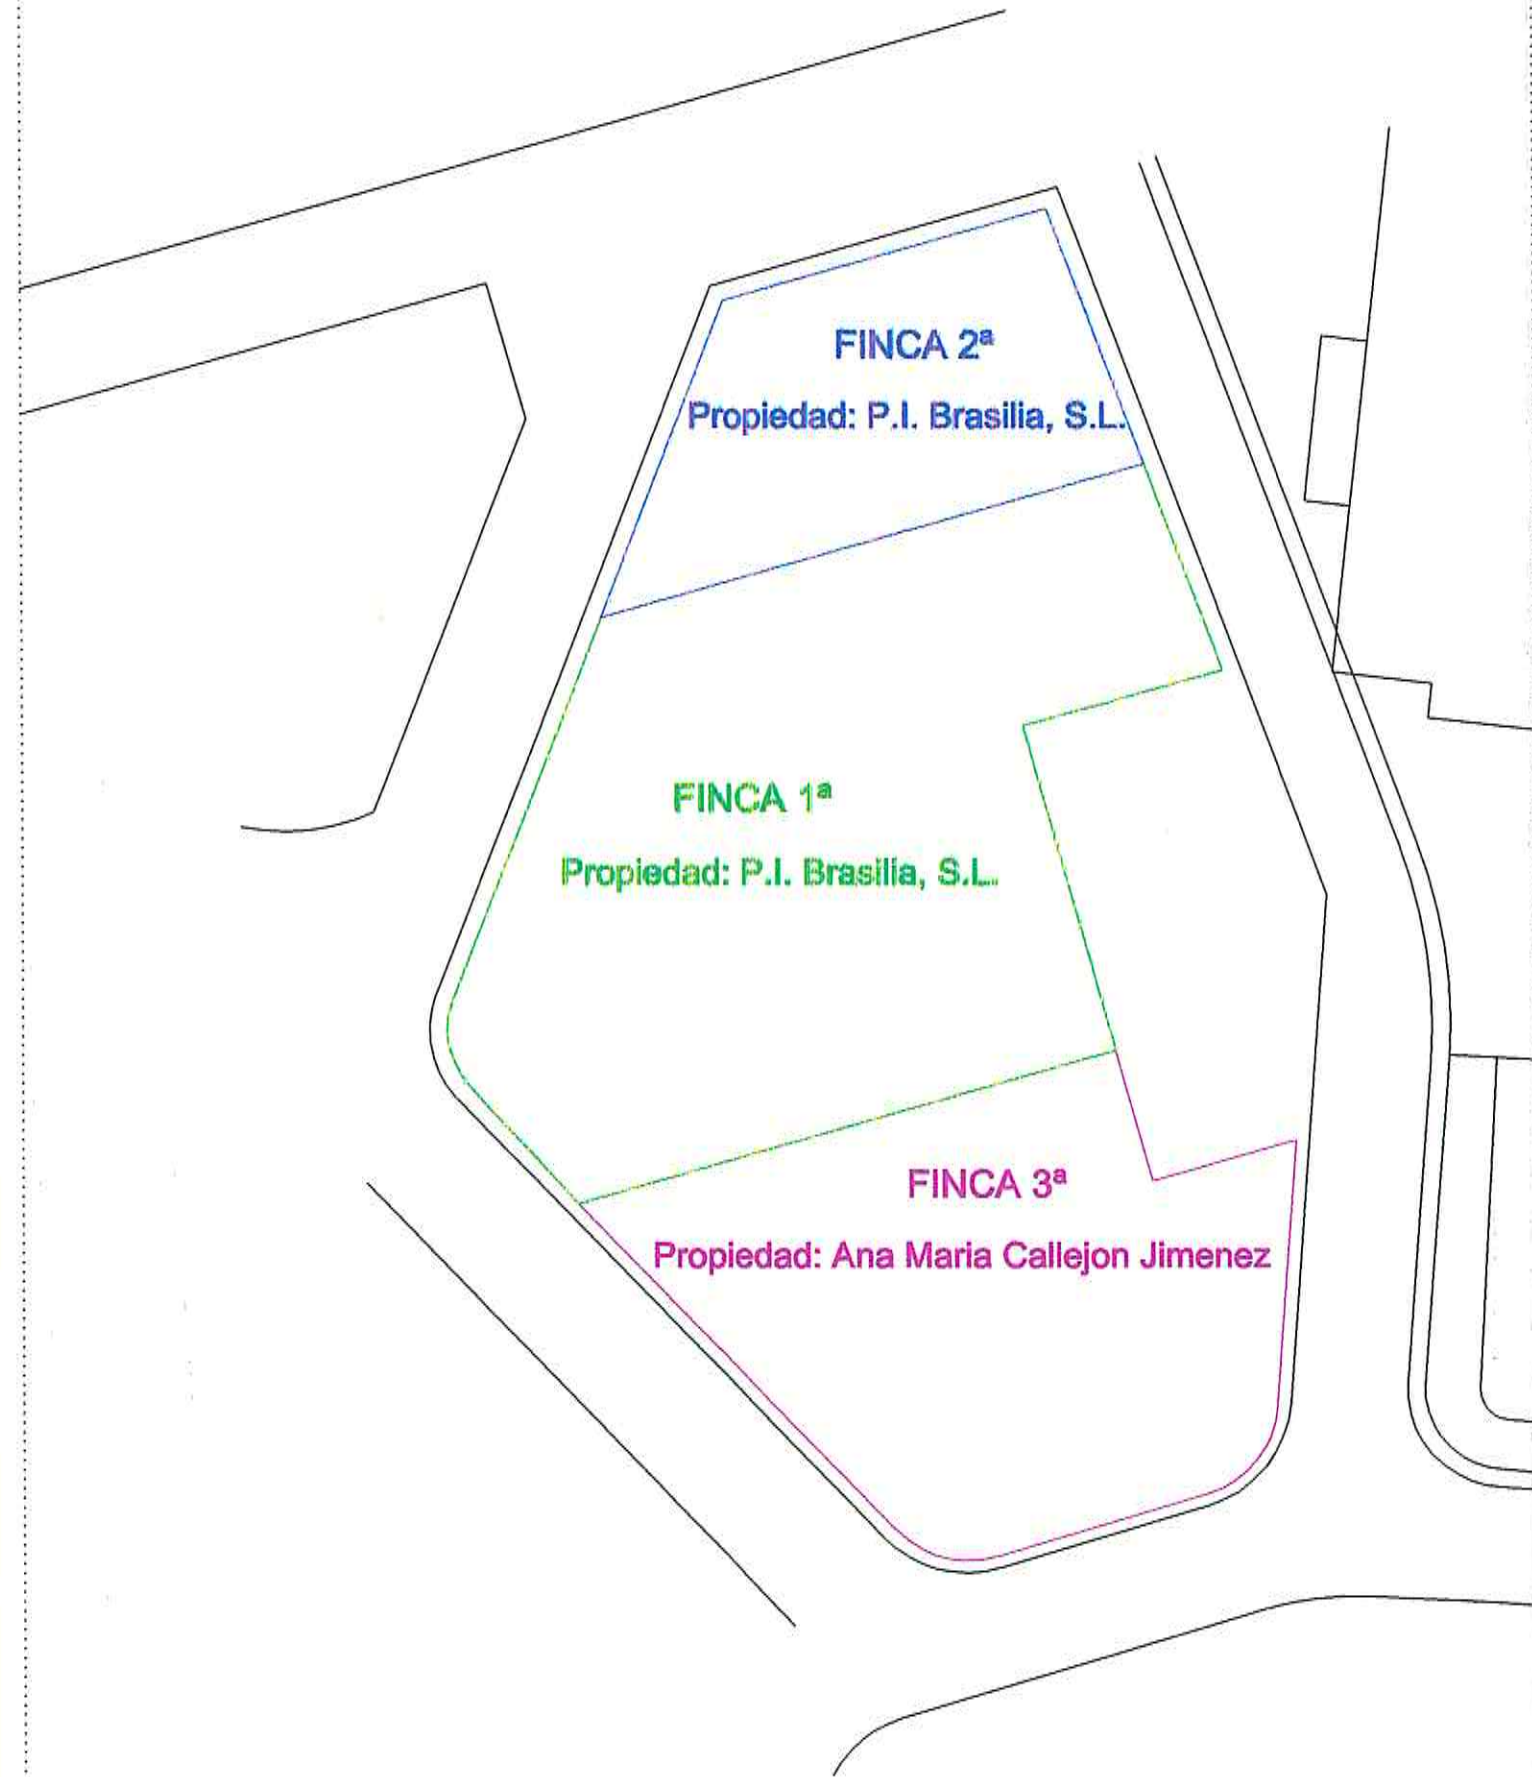 FINCA 2ª
Propiedad: P.I. Brasilia, S.L.
FINCA 1ª
Propiedad: P.I. Brasilia, S.L.
FINCA 3ª
Propiedad: Ana Maria Callejon Jimenez